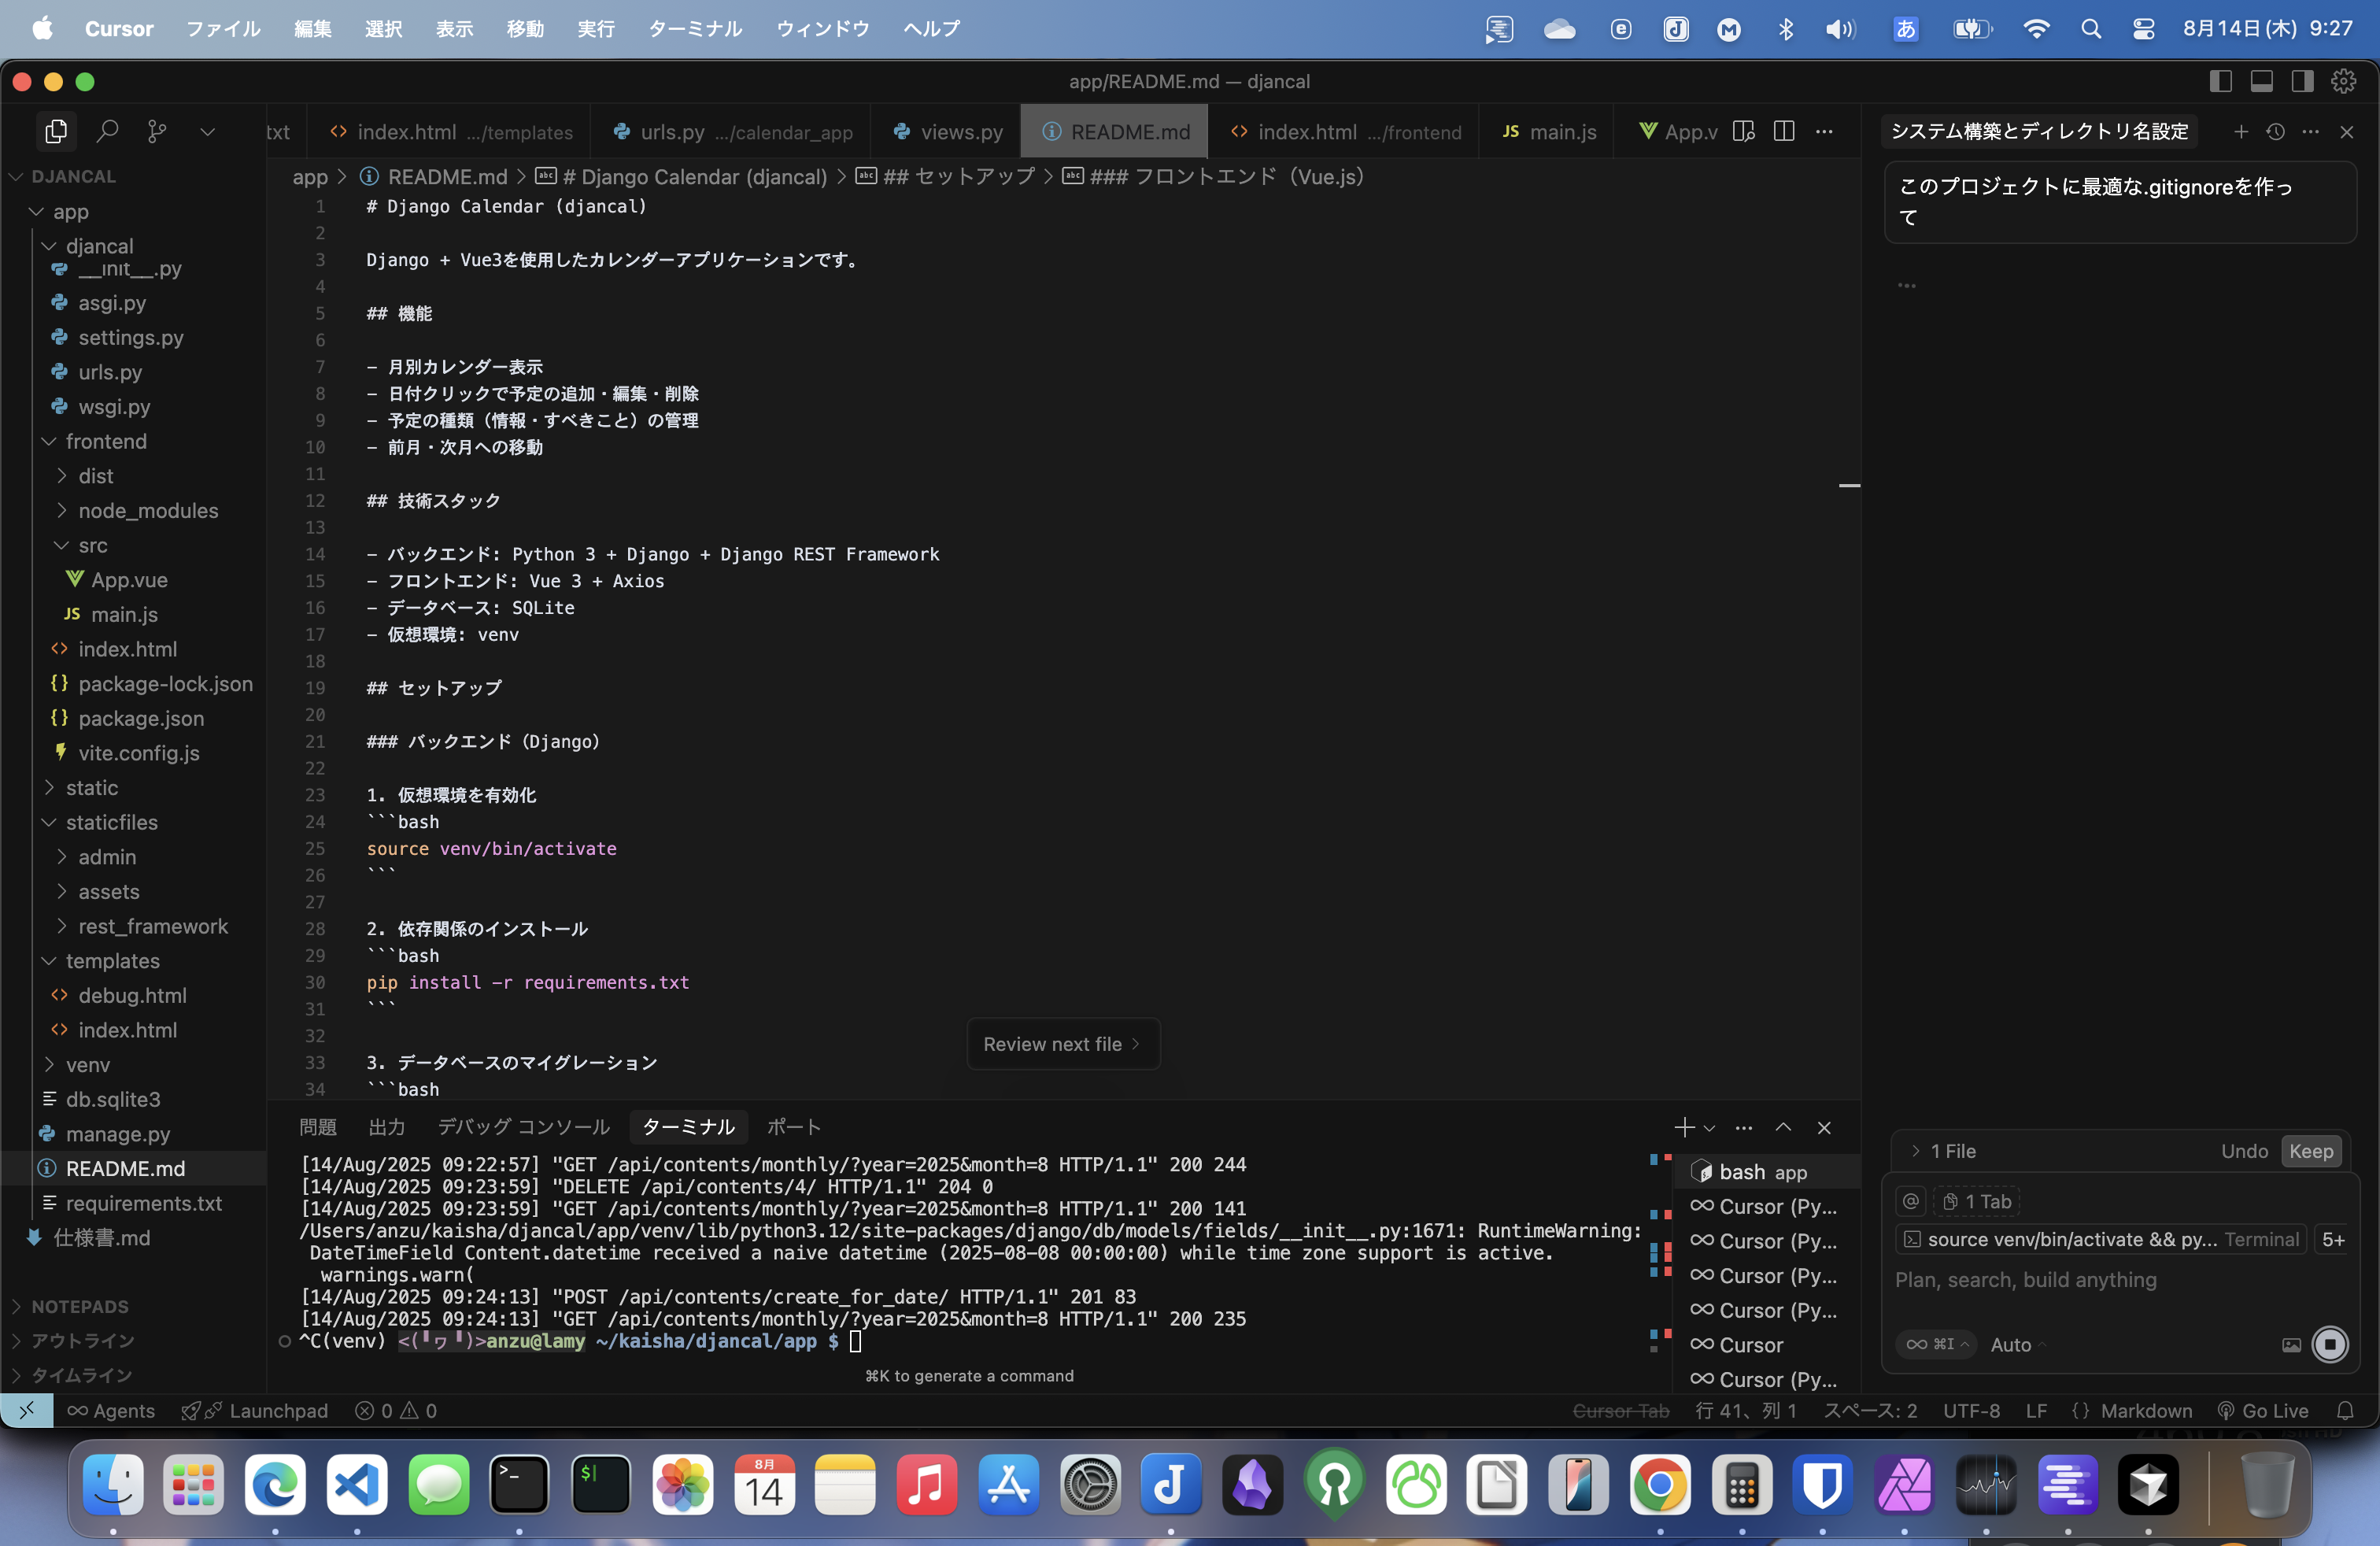 Cursor ファイル 編集 選択 表示 移動 実行 ターミナル ウィンドウ ヘルプ あ 8月14日(木) 9:27
app/README.md — djancal
txt
index.html .../templates
urls.py .../calendar_app
views.py
README.md
index.html .../frontend
JS main.js
App.v
DJANCAL
app
djancal
__init__.py
asgi.py
settings.py
urls.py
wsgi.py
frontend
dist
node_modules
src
App.vue
JS main.js
index.html
{} package-lock.json
{} package.json
vite.config.js
static
staticfiles
admin
assets
rest_framework
templates
debug.html
index.html
venv
db.sqlite3
manage.py
README.md
requirements.txt
仕様書.md
NOTEPADS
アウトライン
タイムライン
app > README.md > # Django Calendar (djancal) > ## セットアップ > ### フロントエンド（Vue.js）
1 # Django Calendar (djancal)
2
3 Django + Vue3を使用したカレンダーアプリケーションです。
4
5 ## 機能
6
7 - 月別カレンダー表示
8 - 日付クリックで予定の追加・編集・削除
9 - 予定の種類（情報・すべきこと）の管理
10 - 前月・次月への移動
11
12 ## 技術スタック
13
14 - バックエンド: Python 3 + Django + Django REST Framework
15 - フロントエンド: Vue 3 + Axios
16 - データベース: SQLite
17 - 仮想環境: venv
18
19 ## セットアップ
20
21 ### バックエンド（Django）
22
23 1. 仮想環境を有効化
24 ```bash
25 source venv/bin/activate
26 ```
27
28 2. 依存関係のインストール
29 ```bash
30 pip install -r requirements.txt
31 ```
32
33 3. データベースのマイグレーション
34 ```bash
Review next file >
問題 出力 デバッグ コンソール ターミナル ポート
[14/Aug/2025 09:22:57] "GET /api/contents/monthly/?year=2025&month=8 HTTP/1.1" 200 244
[14/Aug/2025 09:23:59] "DELETE /api/contents/4/ HTTP/1.1" 204 0
[14/Aug/2025 09:23:59] "GET /api/contents/monthly/?year=2025&month=8 HTTP/1.1" 200 141
/Users/anzu/kaisha/djancal/app/venv/lib/python3.12/site-packages/django/db/models/fields/__init__.py:1671: RuntimeWarning:
DateTimeField Content.datetime received a naive datetime (2025-08-08 00:00:00) while time zone support is active.
warnings.warn(
[14/Aug/2025 09:24:13] "POST /api/contents/create_for_date/ HTTP/1.1" 201 83
[14/Aug/2025 09:24:13] "GET /api/contents/monthly/?year=2025&month=8 HTTP/1.1" 200 235
^C(venv) <(╹ヮ╹)>anzu@lamy ~/kaisha/djancal/app $
⌘K to generate a command
bash app
Cursor (Py...
Cursor (Py...
Cursor (Py...
Cursor (Py...
Cursor
Cursor (Py...
システム構築とディレクトリ名設定
このプロジェクトに最適な.gitignoreを作っ
て
...
> 1 File Undo Keep
@ 1 Tab
source venv/bin/activate && py... Terminal 5+
Plan, search, build anything
∞ ⌘I Auto
Agents Launchpad 0 0 Cursor Tab 行 41、列 1 スペース: 2 UTF-8 LF {} Markdown Go Live
8月
14